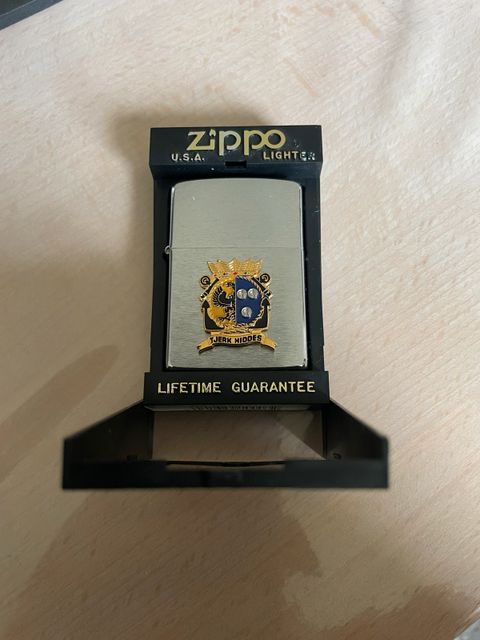 zippo
U.S.A. LIGHTER
TJERK HIDDES
LIFETIME GUARANTEE